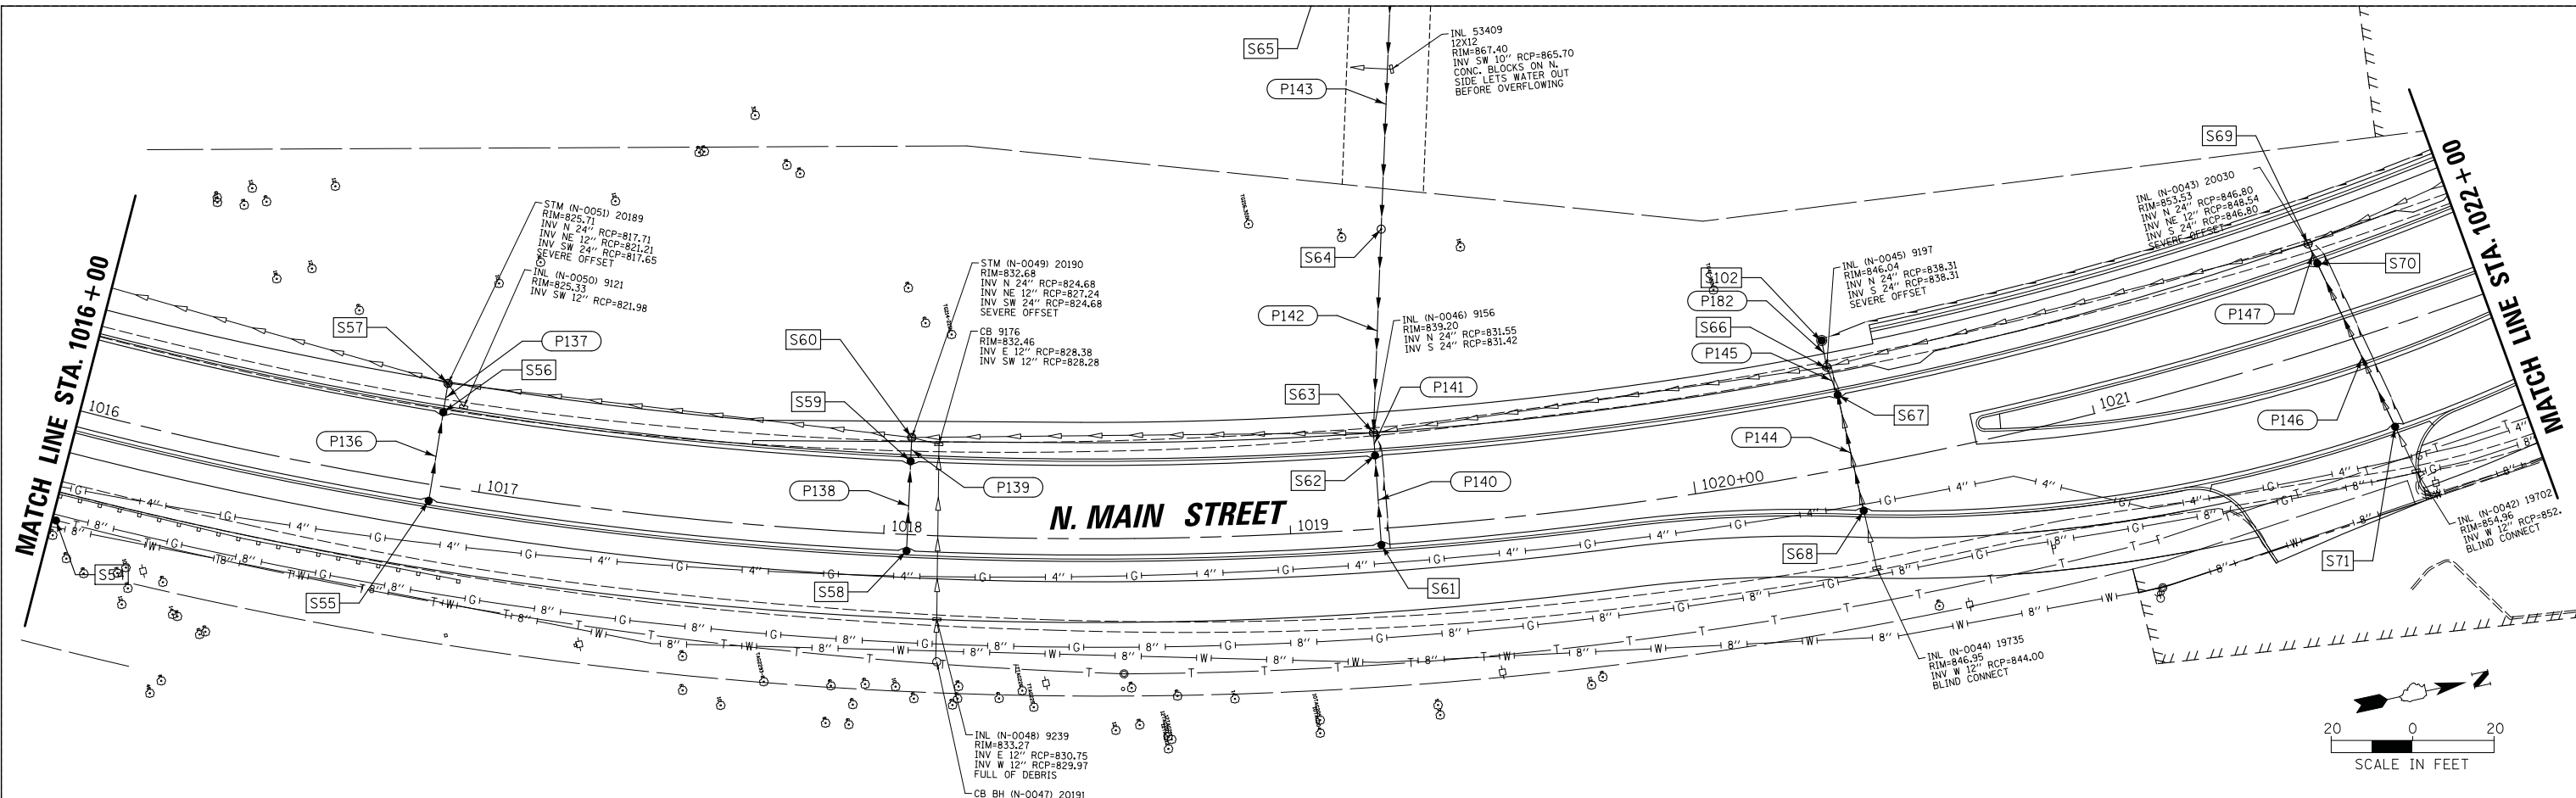 S65
INL 53409
12X12
RIM=867.40
INV SW 10'' RCP=865.70
CONC. BLOCKS ON N.
SIDE LETS WATER OUT
BEFORE OVERFLOWING
P143
S69
MATCH LINE STA. 1022+00
INL (N-0043) 20030
RIM=853.53
INV N 24'' RCP=846.80
INV NE 12'' RCP=848.54
INV S 24'' RCP=846.80
SEVERE OFFSET
STM (N-0051) 20189
RIM=825.71
INV N 24'' RCP=817.71
INV NE 12'' RCP=821.21
INV SW 24'' RCP=817.65
SEVERE OFFSET
INL (N-0050) 9121
RIM=825.33
INV SW 12'' RCP=821.98
STM (N-0049) 20190
RIM=832.68
INV N 24'' RCP=824.68
INV NE 12'' RCP=827.24
INV SW 24'' RCP=824.68
SEVERE OFFSET
CB 9176
RIM=832.46
INV E 12'' RCP=828.38
INV SW 12'' RCP=828.28
S64
S102
P182
S66
P145
INL (N-0045) 9197
RIM=846.04
INV N 24'' RCP=838.31
INV S 24'' RCP=838.31
SEVERE OFFSET
S70
P147
P142
INL (N-0046) 9156
RIM=839.20
INV N 24'' RCP=831.55
INV S 24'' RCP=831.42
S57
P137
S56
S60
S59
S63
P141
S67
MATCH LINE STA. 1016+00
1016
1021
P136
P144
P146
1017
P138
P139
S62
P140
1020+00
1018
N. MAIN STREET
1019
S54
S55
S58
S61
S68
S71
INL (N-0042) 19702
RIM=854.96
INV W 12'' RCP=852.
BLIND CONNECT
INL (N-0044) 19735
RIM=846.95
INV W 12'' RCP=844.00
BLIND CONNECT
INL (N-0048) 9239
RIM=833.27
INV E 12'' RCP=830.75
INV W 12'' RCP=829.97
FULL OF DEBRIS
CB BH (N-0047) 20191
N
20 0 20
SCALE IN FEET